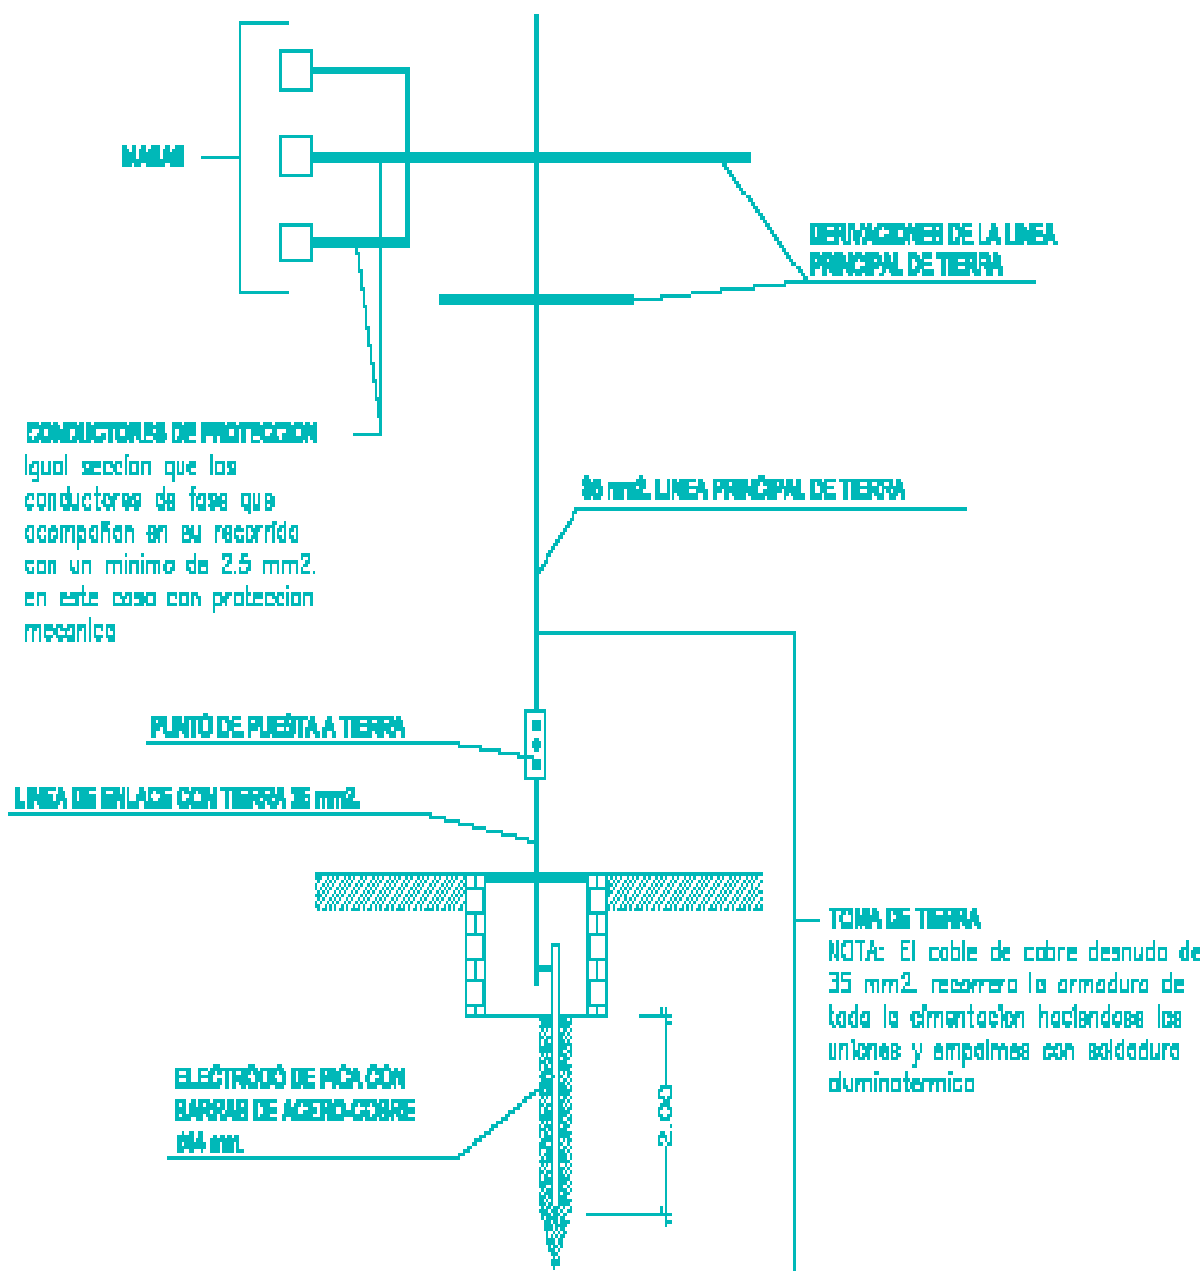 MASAS
DERIVACIONES DE LA LINEA
PRINCIPAL DE TIERRA
CONDUCTORES DE PROTECCION
Igual seccion que los
conductores de fase que
acompañan en su recorrido
con un minimo de 2.5 mm2.
en este caso con proteccion
mecanica
mm2. LINEA PRINCIPAL DE TIERRA
PUNTO DE PUESTA A TIERRA
LINEA DE ENLACE CON TIERRA 35 mm2.
TOMA DE TIERRA
NOTA: El cable de cobre desnudo de
35 mm2. recorrera la armadura de
toda la cimentacion haciendose las
uniones y empalmes con soldadura
aluminotermica
ELECTRODO DE PICA CON
BARRAS DE ACERO-COBRE
Ø14 mm.
2.00